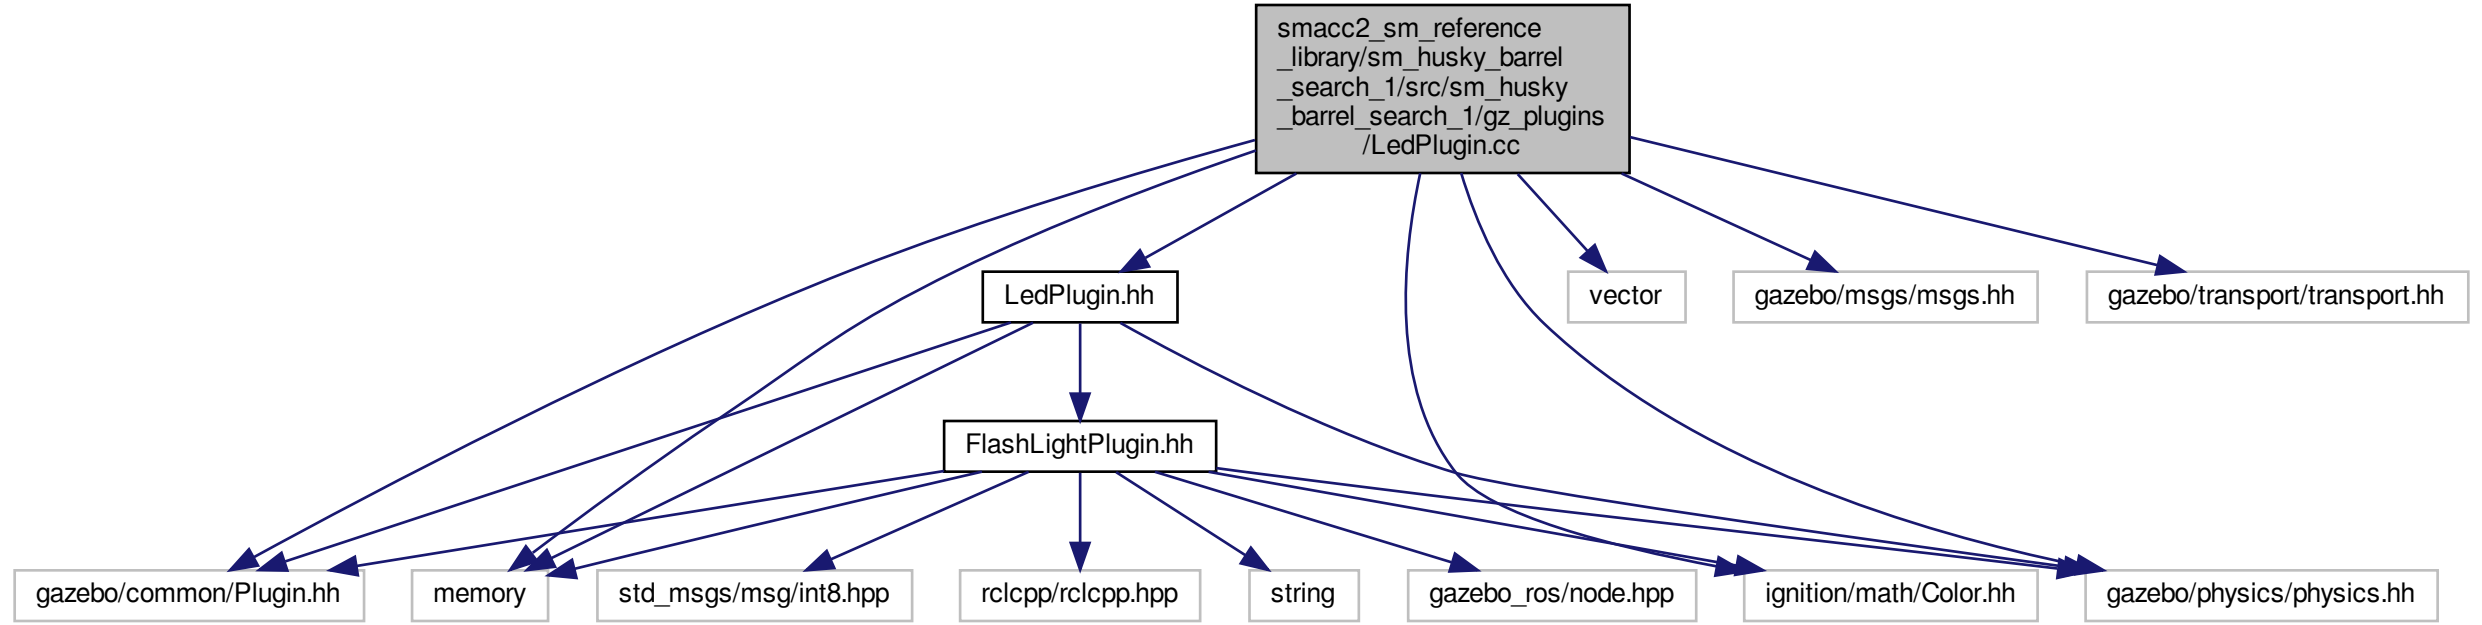 smacc2_sm_reference
_library/sm_husky_barrel
_search_1/src/sm_husky
_barrel_search_1/gz_plugins
/LedPlugin.cc
LedPlugin.hh
vector
gazebo/msgs/msgs.hh
gazebo/transport/transport.hh
FlashLightPlugin.hh
gazebo/common/Plugin.hh
memory
std_msgs/msg/int8.hpp
rclcpp/rclcpp.hpp
string
gazebo_ros/node.hpp
ignition/math/Color.hh
gazebo/physics/physics.hh